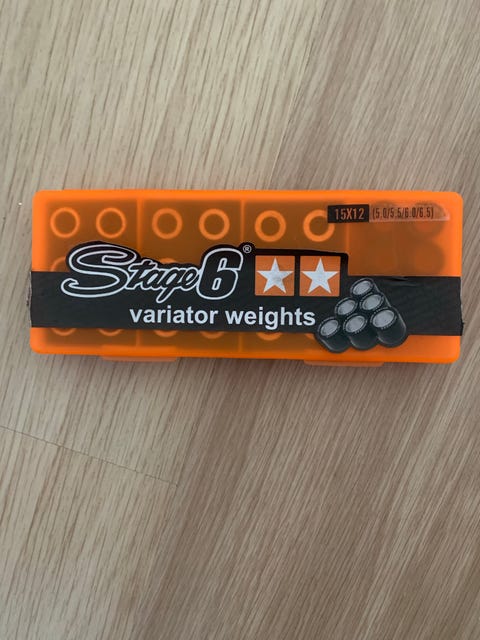 15X12 (5.0/5.5/6.0/6.5)
Stage6®
variator weights